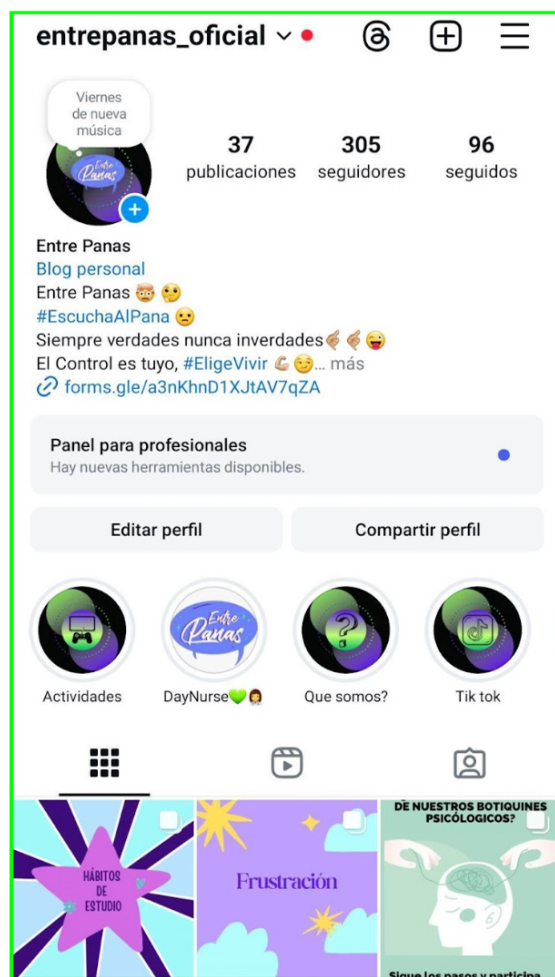 entrepanas_oficial
Viernes
de nueva
música
Entre
Panas
37
publicaciones
305
seguidores
96
seguidos
Entre Panas
Blog personal
Entre Panas 🤯 🤔
#EscuchaAlPana 😦
Siempre verdades nunca inverdades🤞🏼🤞🏼😜
El Control es tuyo, #EligeVivir 💪🏼😏... más
forms.gle/a3nKhnD1XJtAV7qZA
Panel para profesionales
Hay nuevas herramientas disponibles.
Editar perfil
Compartir perfil
Entre
Panas
?
Actividades
DayNurse💚👩‍⚕️
Que somos?
Tik tok
HÁBITOS
DE
ESTUDIO
Frustración
DE NUESTROS BOTIQUINES
PSICÓLOGICOS?
Sigue los pasos y participa